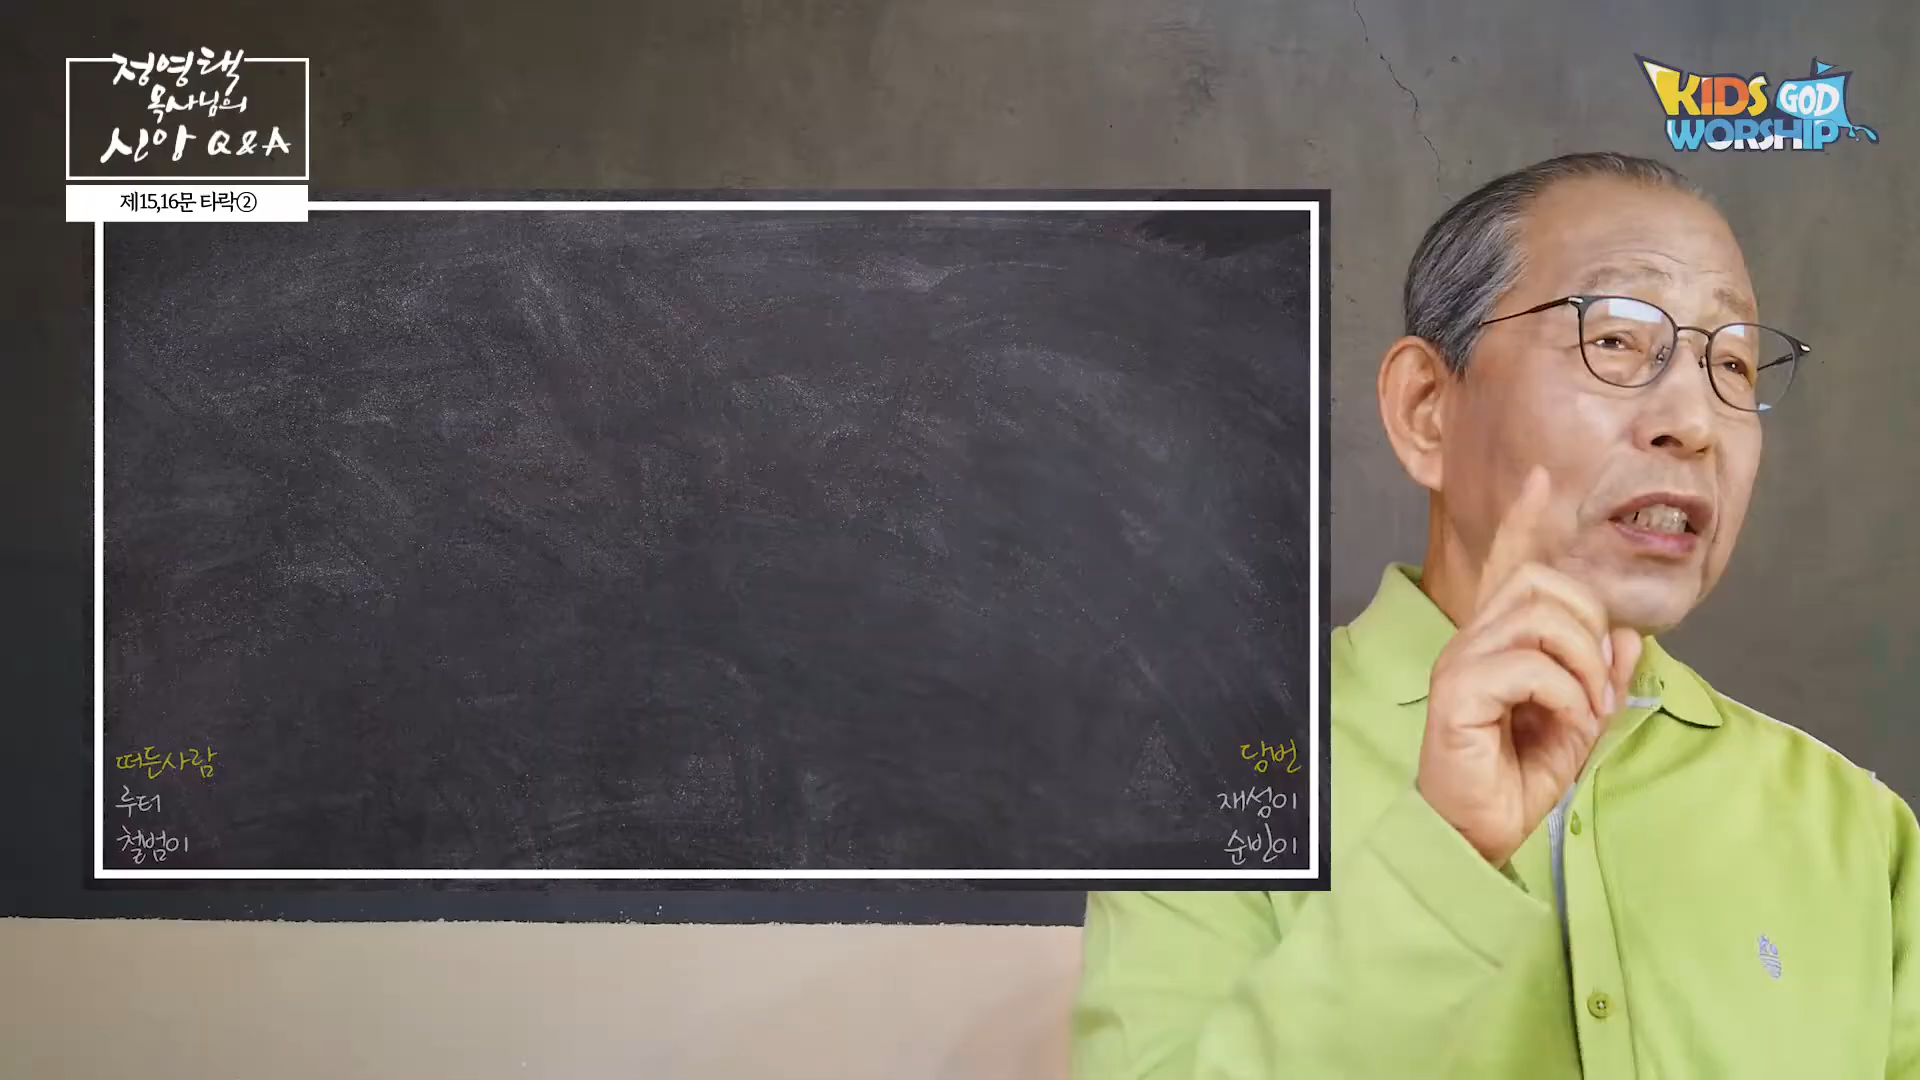 정영택
목사님의
신앙 Q&A
제15,16문 타락②
KIDS GOD
WORSHIP
떠든사람
루터
철범이
당번
재성이
순빈이